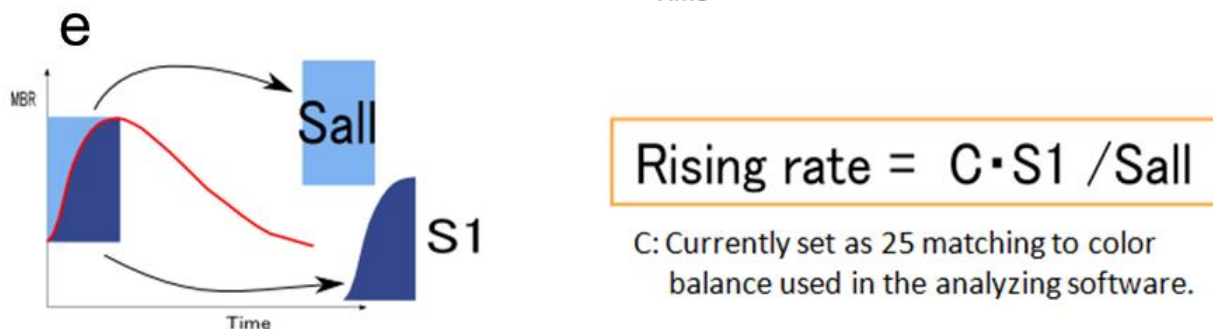 e
MBR
Sall
S1
Time
Rising rate = C·S1 /Sall
C: Currently set as 25 matching to color
balance used in the analyzing software.